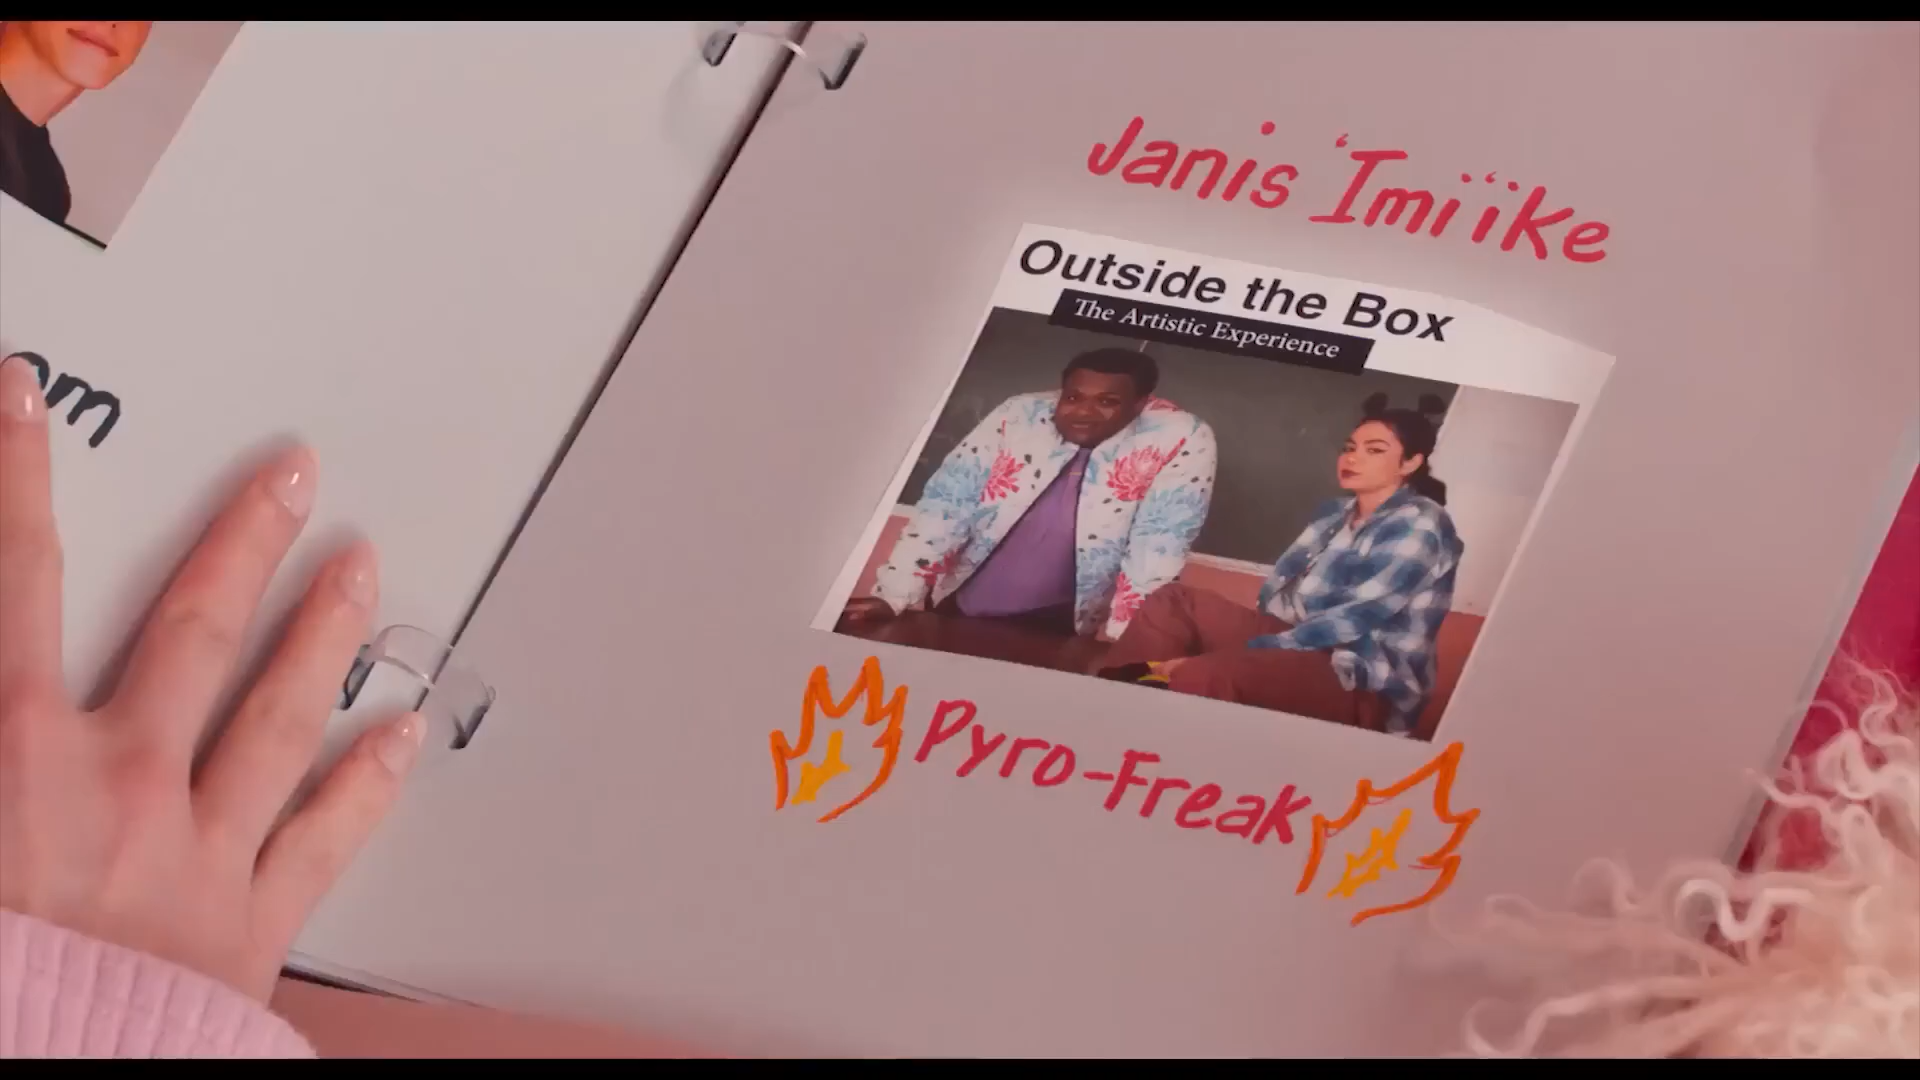 Janis 'Imi'ike
Outside the Box
The Artistic Experience
Pyro-Freak